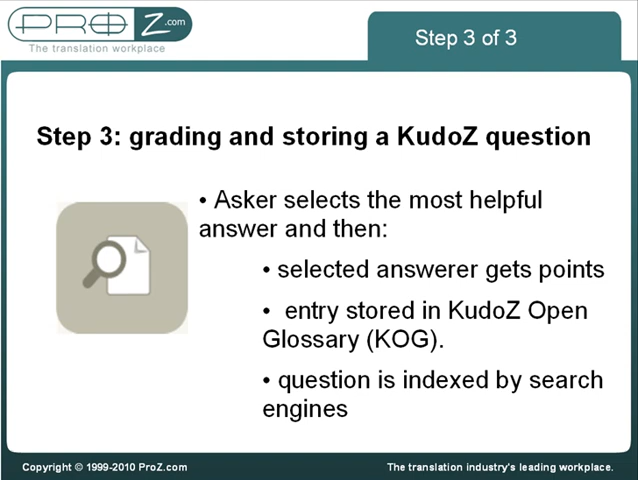 PROZ.com
The translation workplace
Step 3 of 3
Step 3: grading and storing a KudoZ question
• Asker selects the most helpful
answer and then:
• selected answerer gets points
• entry stored in KudoZ Open
Glossary (KOG).
• question is indexed by search
engines
Copyright © 1999-2010 ProZ.com
The translation industry's leading workplace.